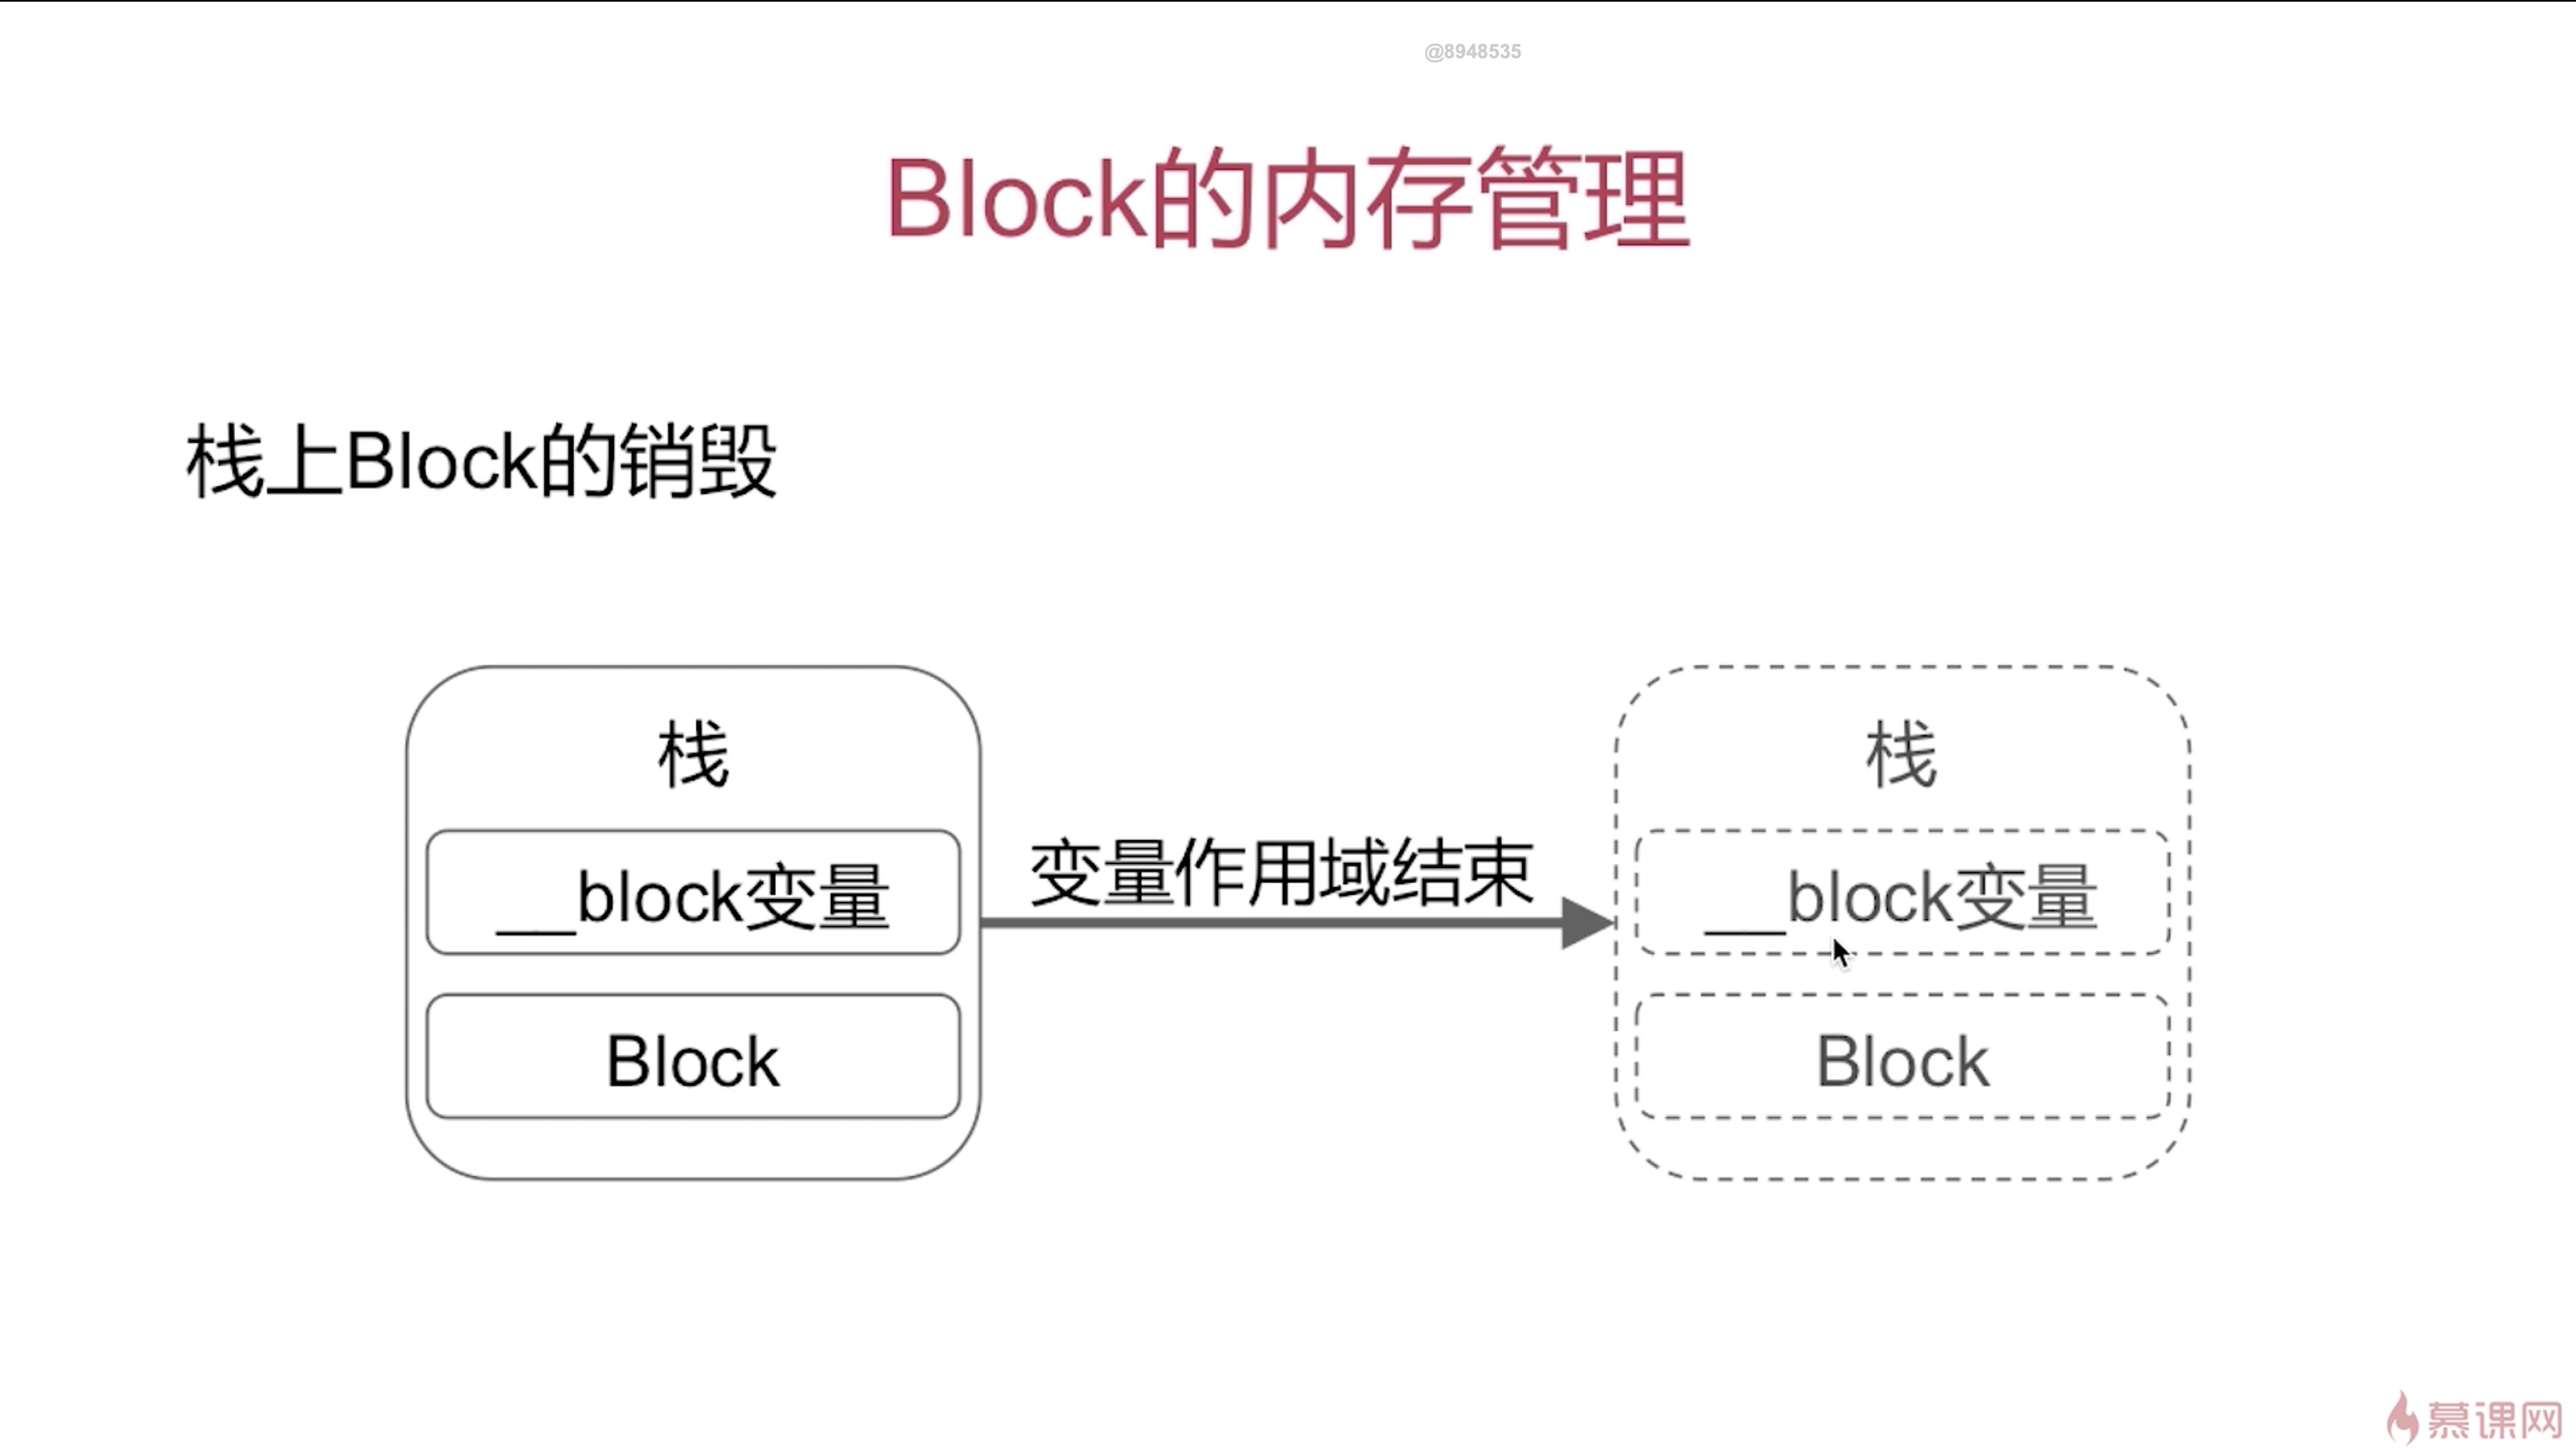 @8948535
Block的内存管理
栈上Block的销毁
栈
__block变量
Block
变量作用域结束
栈
__block变量
Block
慕课网